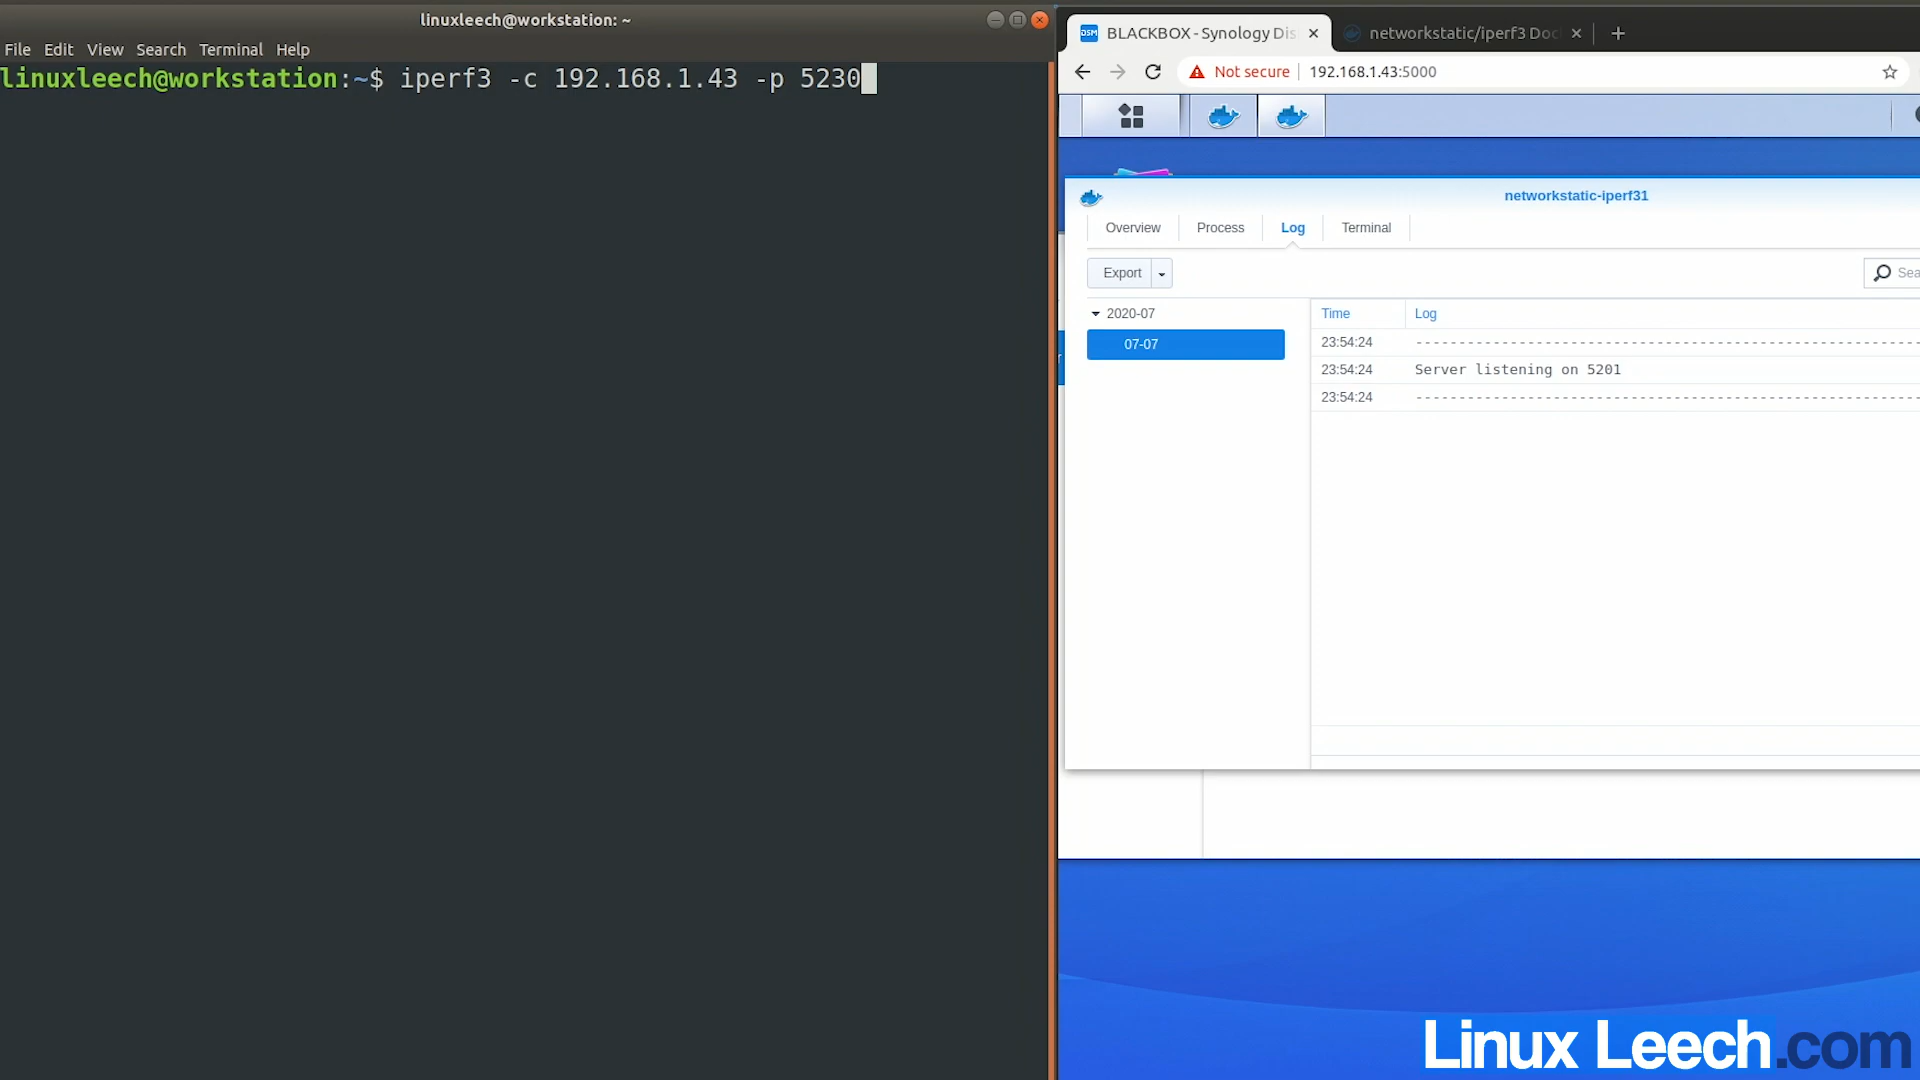 linuxleech@workstation: ~
File Edit View Search Terminal Help
linuxleech@workstation:~$ iperf3 -c 192.168.1.43 -p 5230
DSM BLACKBOX - Synology Dis
networkstatic/iperf3 Doc
Not secure 192.168.1.43:5000
networkstatic-iperf31
Overview Process Log Terminal
Export
Sea
2020-07
07-07
Time Log
23:54:24 ----------------------------------------------------------
23:54:24 Server listening on 5201
23:54:24 ----------------------------------------------------------
Linux Leech.com